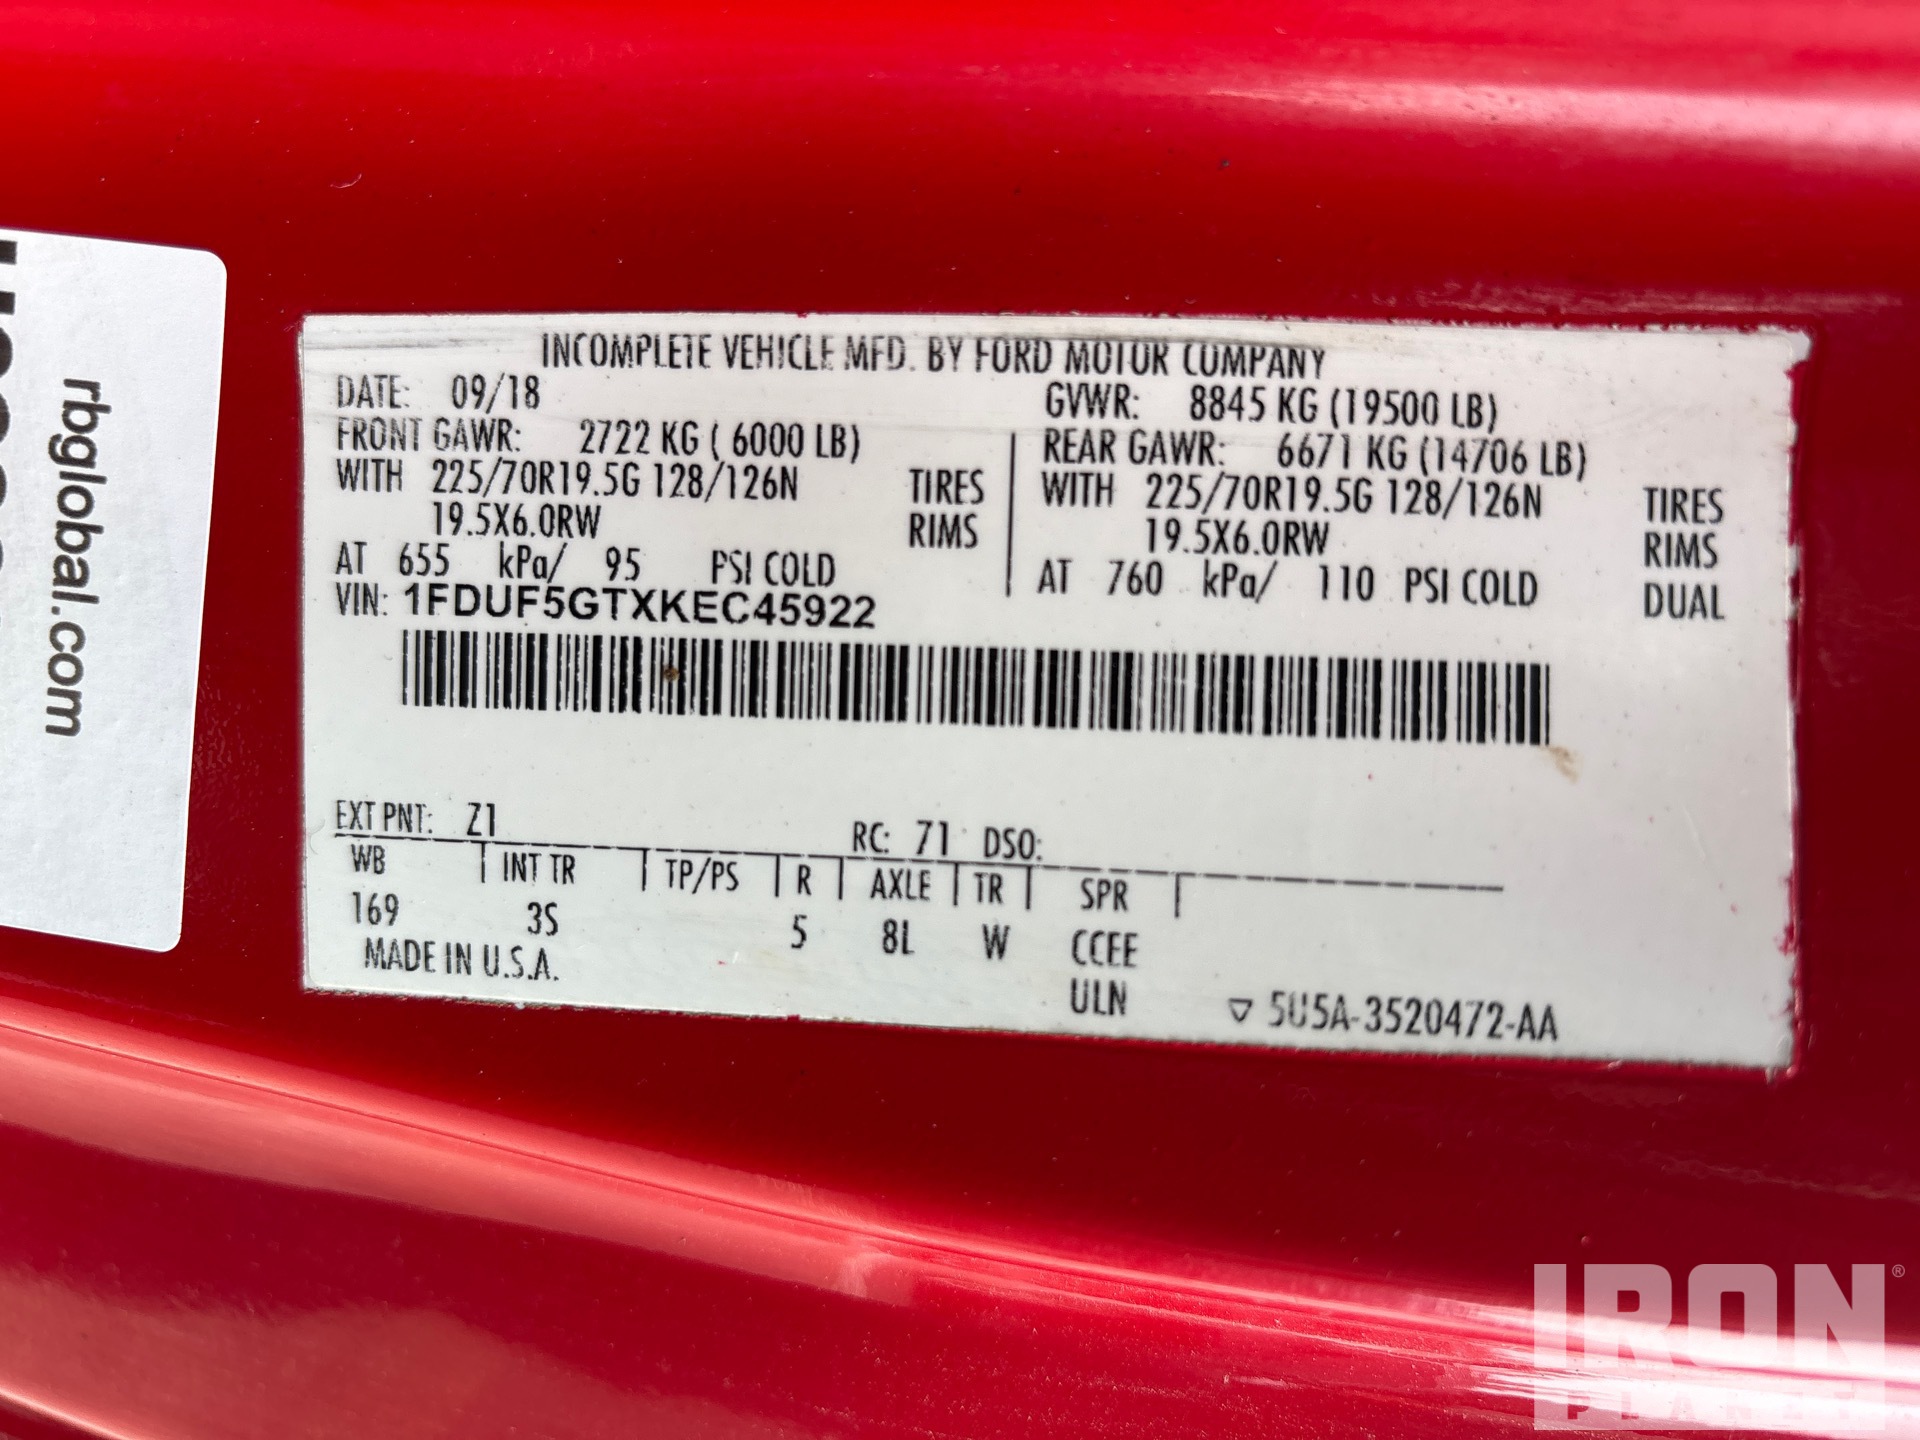 INCOMPLETE VEHICLE MFD. BY FORD MOTOR COMPANY
DATE: 09/18 GVWR: 8845 KG (19500 LB)
FRONT GAWR: 2722 KG ( 6000 LB) REAR GAWR: 6671 KG (14706 LB)
WITH 225/70R19.5G 128/126N TIRES WITH 225/70R19.5G 128/126N TIRES
19.5X6.0RW RIMS 19.5X6.0RW RIMS
AT 655 kPa/ 95 PSI COLD AT 760 kPa/ 110 PSI COLD DUAL
VIN: 1FDUF5GTXKEC45922
EXT PNT: Z1 RC: 71 DSO:
WB INT TR TP/PS R AXLE TR SPR
169 3S 5 8L W CCEE
MADE IN U.S.A. ULN 5U5A-3520472-AA
rbglobal.com
IRON®
PLANET